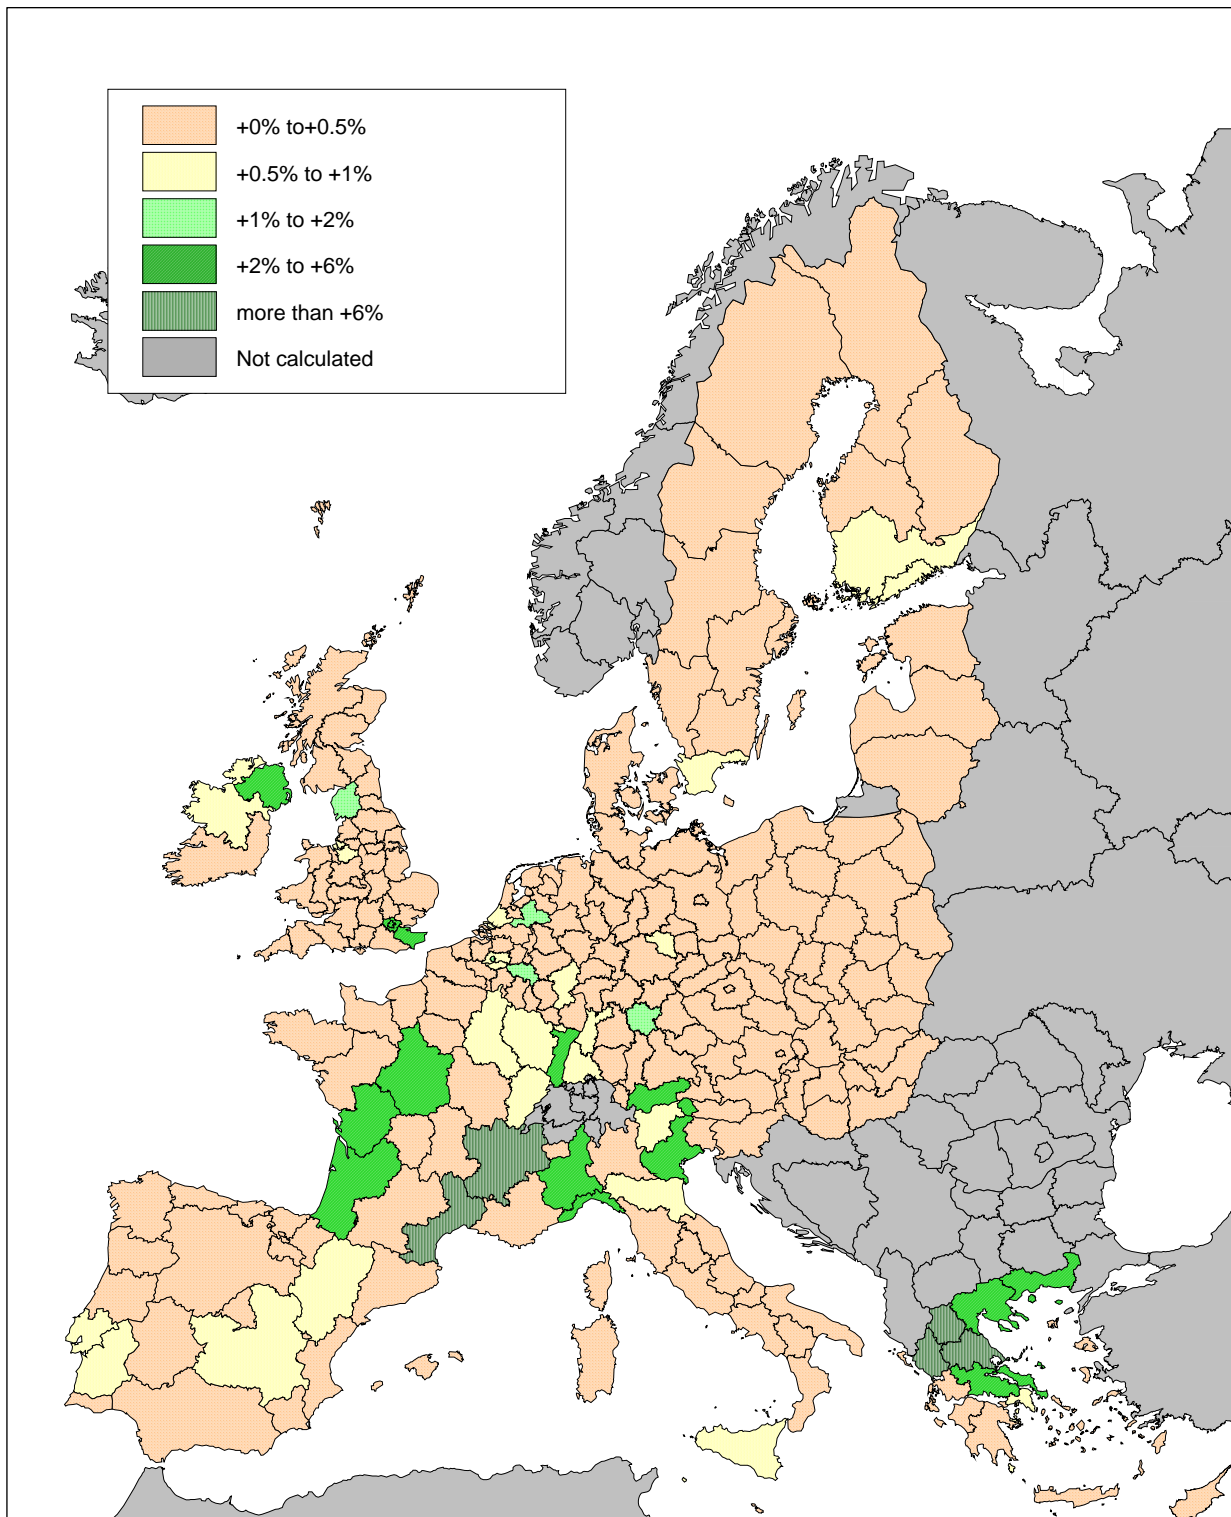 +0% to+0.5%
+0.5% to +1%
+1% to +2%
+2% to +6%
more than +6%
Not calculated